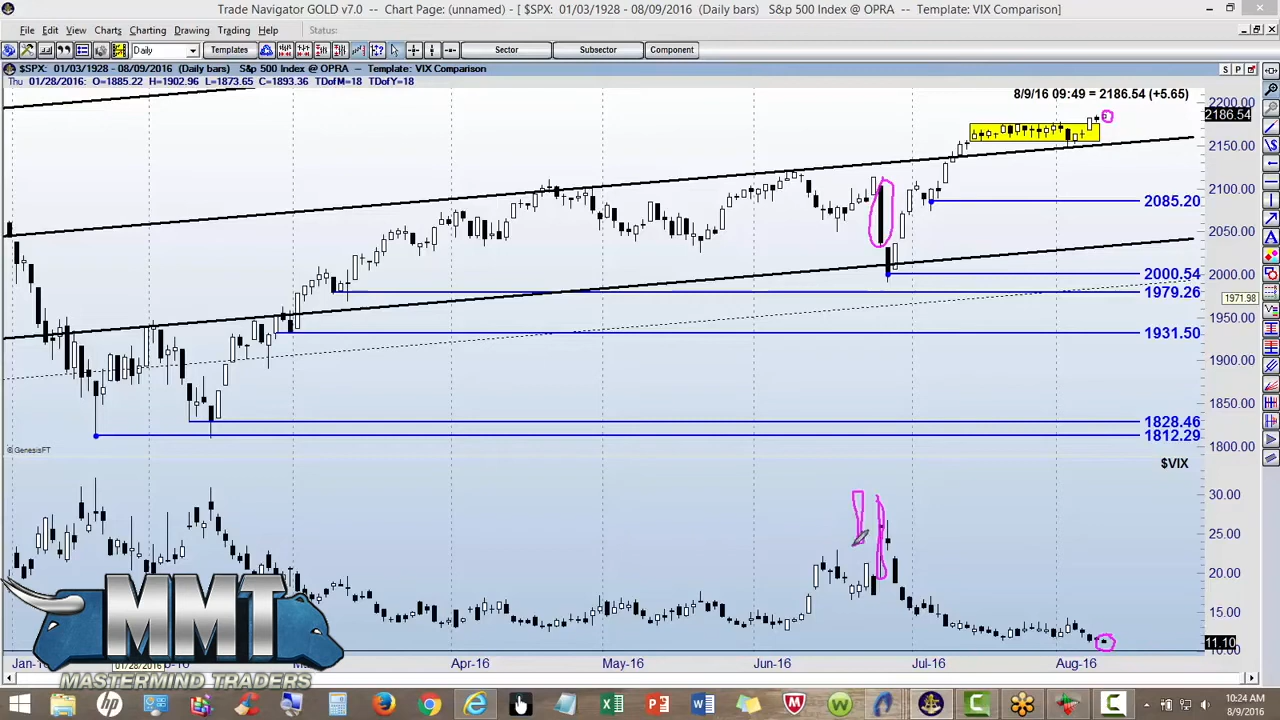 Trade Navigator GOLD v7.0 -- Chart Page (unnamed) - [ $SPX: 01/03/1928 - 08/09/2016 (Daily bars) S&p 500 Index @ OPRA -- Template: VIX Comparison]
File Edit View Charts Charting Drawing Trading Help Status:
Daily Templates Sector Subsector Component
$SPX: 01/03/1928 - 08/09/2016 (Daily bars) S&p 500 Index @ OPRA -- Template: VIX Comparison S P
Thu 01/28/2016: O=1885.22 H=1902.96 L=1873.65 C=1893.36 TDofM=18 TDofY=18
8/9/16 09:49 = 2186.54 (+5.65)
2200.00
2186.54
2150.00
2100.00
2085.20
2050.00
2000.54 2000.00
1971.98
1979.26
1950.00
1931.50
1900.00
1850.00
1828.46
1812.29
1800.00
© GenesisFT
$VIX
30.00
25.00
20.00
15.00
11.10
10.00
MMT
MASTERMIND TRADERS
01/28/2016
Apr-16 May-16 Jun-16 Jul-16 Aug-16
10:24 AM
8/9/2016